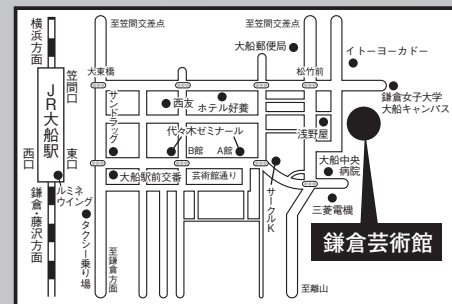 横浜方面
至笠間交差点
至笠間交差点
大船郵便局
イトーヨーカドー
笠間口
大東橋
松竹前
JR大船駅
サンドラッグ
西友
ホテル好養
鎌倉女子大学
大船キャンパス
代々木ゼミナール
B館
A館
浅野屋
西口
東口
大船中央
病院
ルミネ
ウイング
大船駅前交番
芸術館通り
サークルK
三菱電機
鎌倉・藤沢方面
タクシー乗り場
至鎌倉方面
至離山
鎌倉芸術館